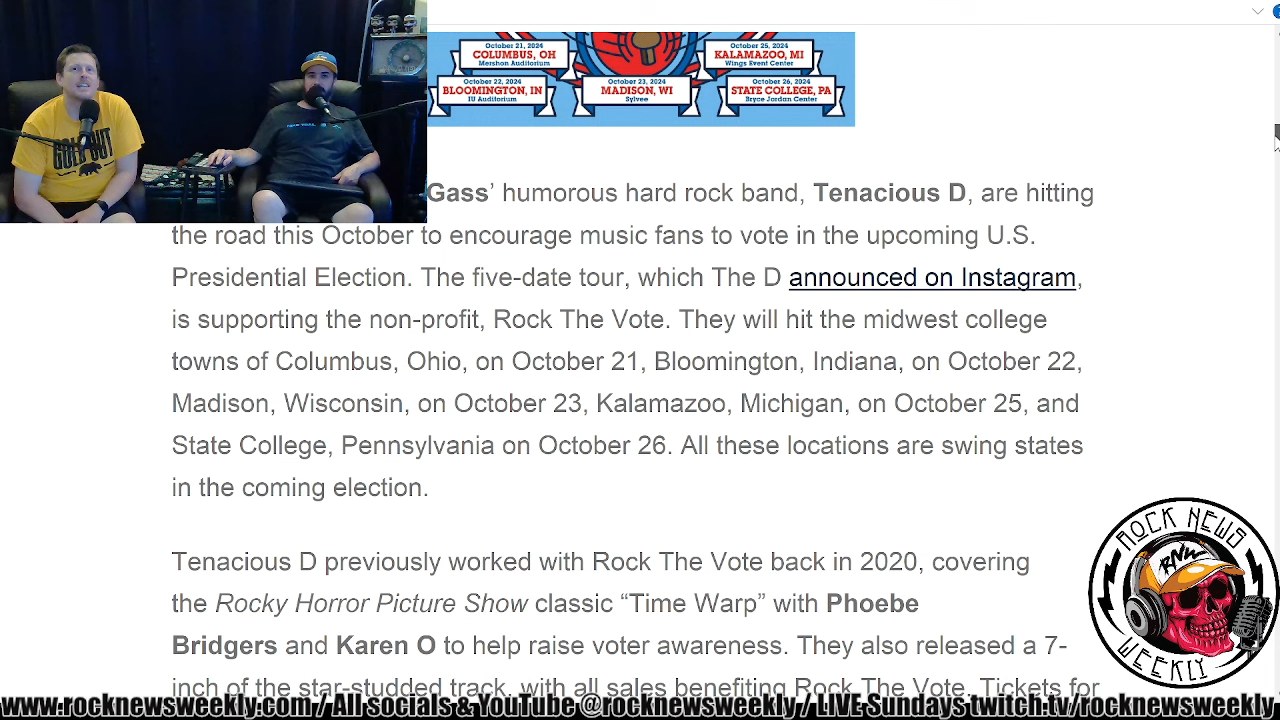 October 21, 2024
COLUMBUS, OH
Mershon Auditorium
October 25, 2024
KALAMAZOO, MI
Wings Event Center
October 22, 2024
BLOOMINGTON, IN
IU Auditorium
October 23, 2024
MADISON, WI
Sylvee
October 26, 2024
STATE COLLEGE, PA
Bryce Jordan Center
GOLD OUT
Gass’ humorous hard rock band, Tenacious D, are hitting
the road this October to encourage music fans to vote in the upcoming U.S.
Presidential Election. The five-date tour, which The D announced on Instagram,
is supporting the non-profit, Rock The Vote. They will hit the midwest college
towns of Columbus, Ohio, on October 21, Bloomington, Indiana, on October 22,
Madison, Wisconsin, on October 23, Kalamazoo, Michigan, on October 25, and
State College, Pennsylvania on October 26. All these locations are swing states
in the coming election.
Tenacious D previously worked with Rock The Vote back in 2020, covering
the Rocky Horror Picture Show classic “Time Warp” with Phoebe
Bridgers and Karen O to help raise voter awareness. They also released a 7-
inch of the star-studded track, with all sales benefiting Rock The Vote. Tickets for
ROCK NEWS
RNW
WEEKLY
www.rocknewsweekly.com / All socials & YouTube @rocknewsweekly / LIVE Sundays twitch.tv/rocknewsweekly